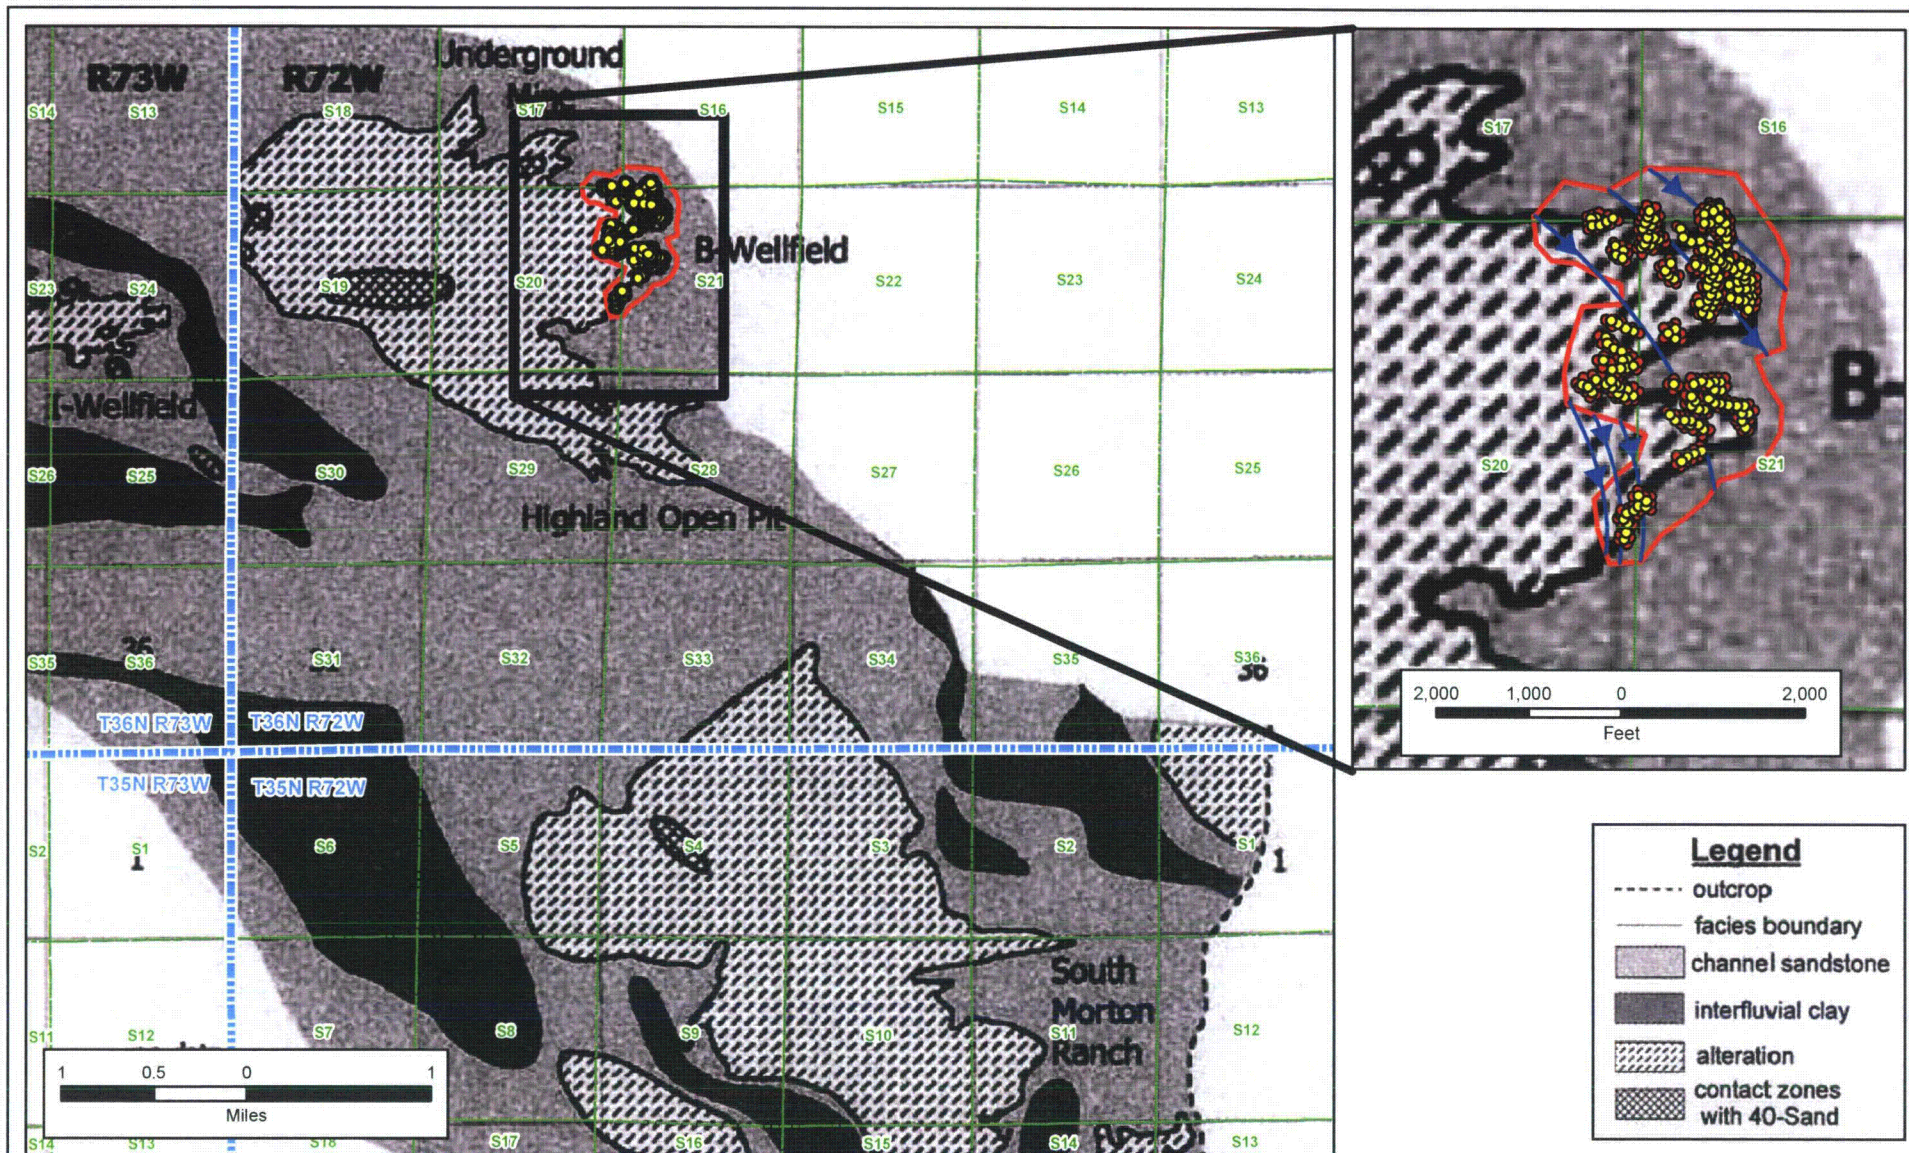 R73W
R72W
Underground
Mine
S14
S13
S18
S17
S16
S15
S14
S13
B-Wellfield
S23
S24
S19
S20
S21
S22
S23
S24
I-Wellfield
S26
S25
S30
S29
S28
S27
S26
S25
Highland Open Pit
36
S35
S36
S31
S32
S33
S34
S35
S36
36
T36N R73W
T36N R72W
T35N R73W
T35N R72W
S2
S1
1
S6
S5
S4
S3
S2
S1
1
South
Morton
Ranch
S11
S12
S7
S8
S9
S10
S11
S12
1 0.5 0 1
Miles
S14
S13
S18
S17
S16
S15
S14
S13
S17
S16
B-
S20
S21
2,000 1,000 0 2,000
Feet
Legend
outcrop
facies boundary
channel sandstone
interfluvial clay
alteration
contact zones
with 40-Sand